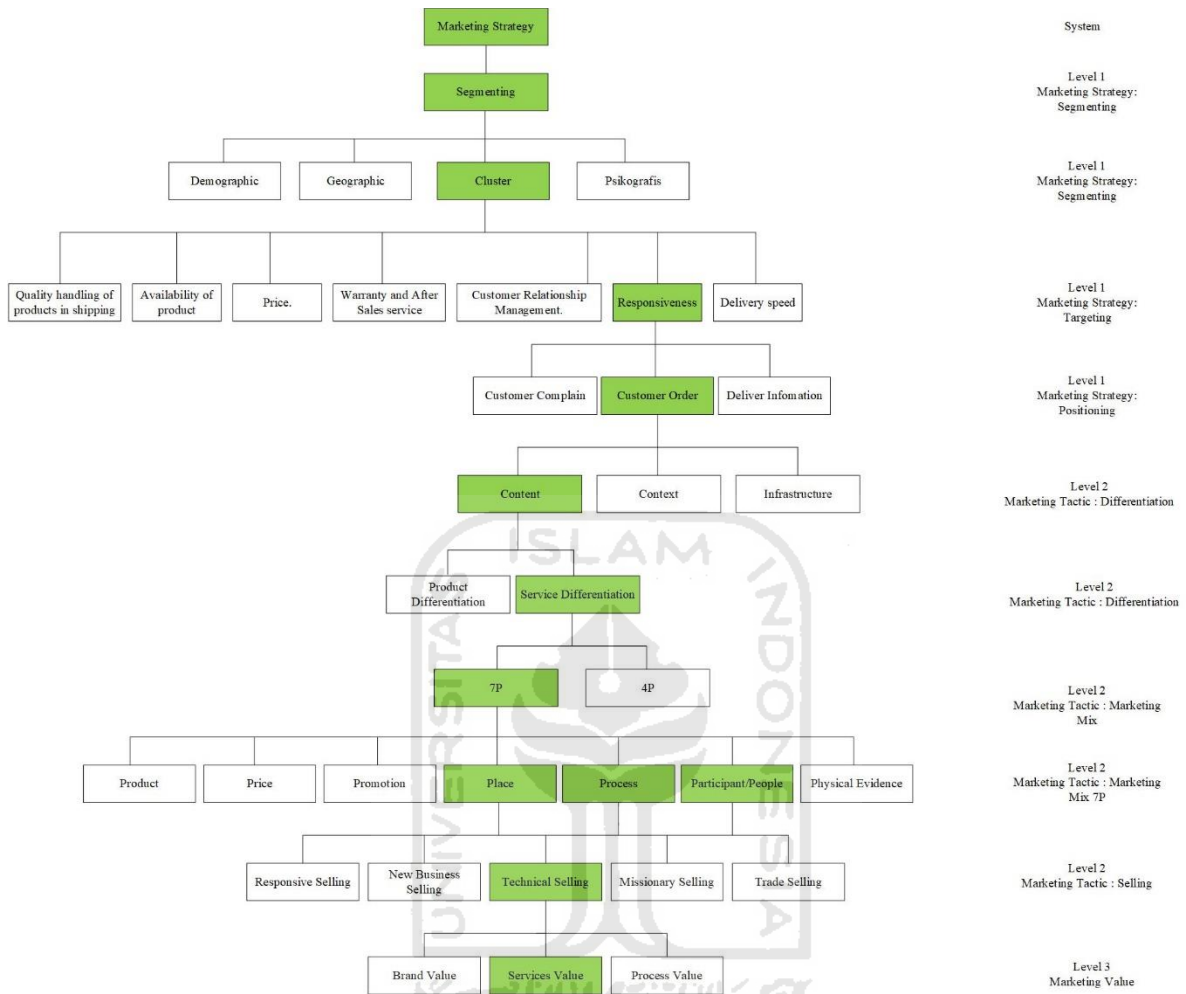 Marketing Strategy
System
Segmenting
Level 1
Marketing Strategy:
Segmenting
Demographic
Geographic
Cluster
Psikografis
Level 1
Marketing Strategy:
Segmenting
Quality handling of
products in shipping
Availability of
product
Price.
Warranty and After
Sales service
Customer Relationship
Management.
Responsiveness
Delivery speed
Level 1
Marketing Strategy:
Targeting
Customer Complain
Customer Order
Deliver Infomation
Level 1
Marketing Strategy:
Positioning
Content
Context
Infrastructure
Level 2
Marketing Tactic : Differentiation
Product
Differentiation
Service Differentiation
Level 2
Marketing Tactic : Differentiation
7P
4P
Level 2
Marketing Tactic : Marketing
Mix
Product
Price
Promotion
Place
Process
Participant/People
Physical Evidence
Level 2
Marketing Tactic : Marketing
Mix 7P
Responsive Selling
New Business
Selling
Technical Selling
Missionary Selling
Trade Selling
Level 2
Marketing Tactic : Selling
Brand Value
Services Value
Process Value
Level 3
Marketing Value
UNIVERSITAS
ISLAM
INDONESIA